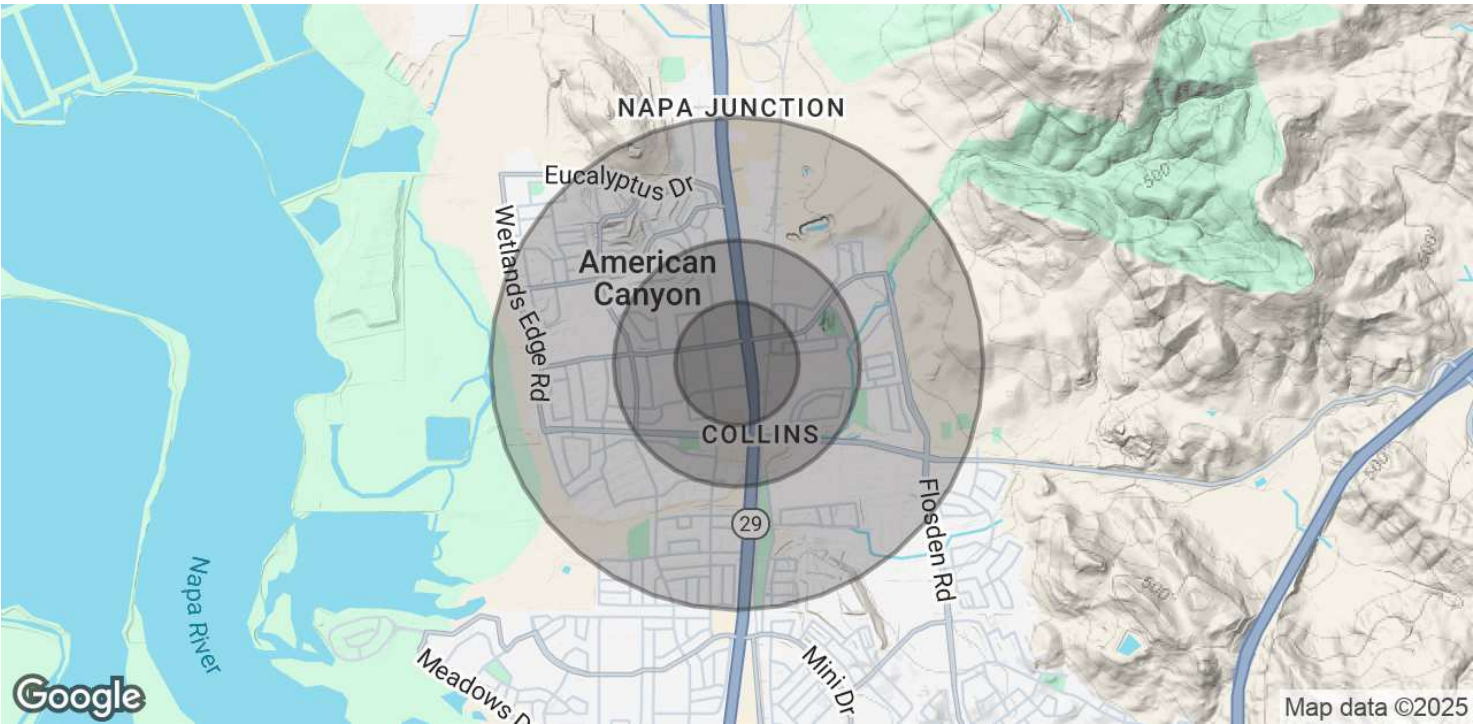 NAPA JUNCTION
Eucalyptus Dr
Wetlands Edge Rd
American
Canyon
500
500
COLLINS
500
29
Flosden Rd
Napa River
500
Meadows D
Mini Dr
Google
Map data ©2025